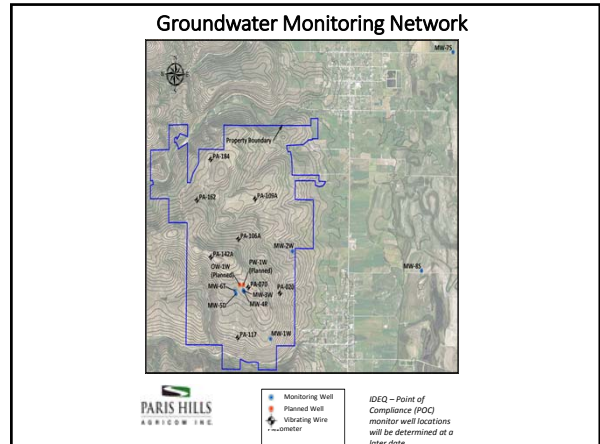 Groundwater Monitoring Network
MW-7S
N
Property Boundary
PA-184
PA-162
PA-109A
PA-106A
MW-2W
PA-142A
OW-1W
(Planned)
PW-1W
(Planned)
MW-8S
MW-6T
PA-070
PA-020
MW-3W
MW-5D
MW-4R
PA-117
MW-1W
PARIS HILLS
AGRICOM INC.
Monitoring Well
Planned Well
Vibrating Wire
ometer
IDEQ – Point of
Compliance (POC)
monitor well locations
will be determined at a
later date